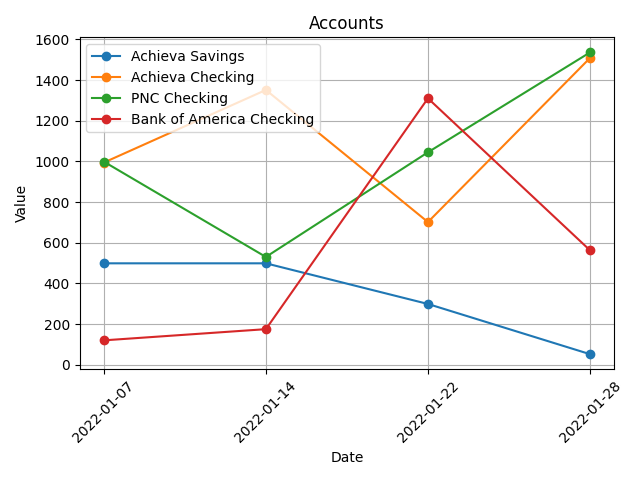 Accounts
Achieva Savings
Achieva Checking
PNC Checking
Bank of America Checking
1600
1400
1200
1000
800
600
400
200
0
Value
2022-01-07
2022-01-14
2022-01-22
2022-01-28
Date